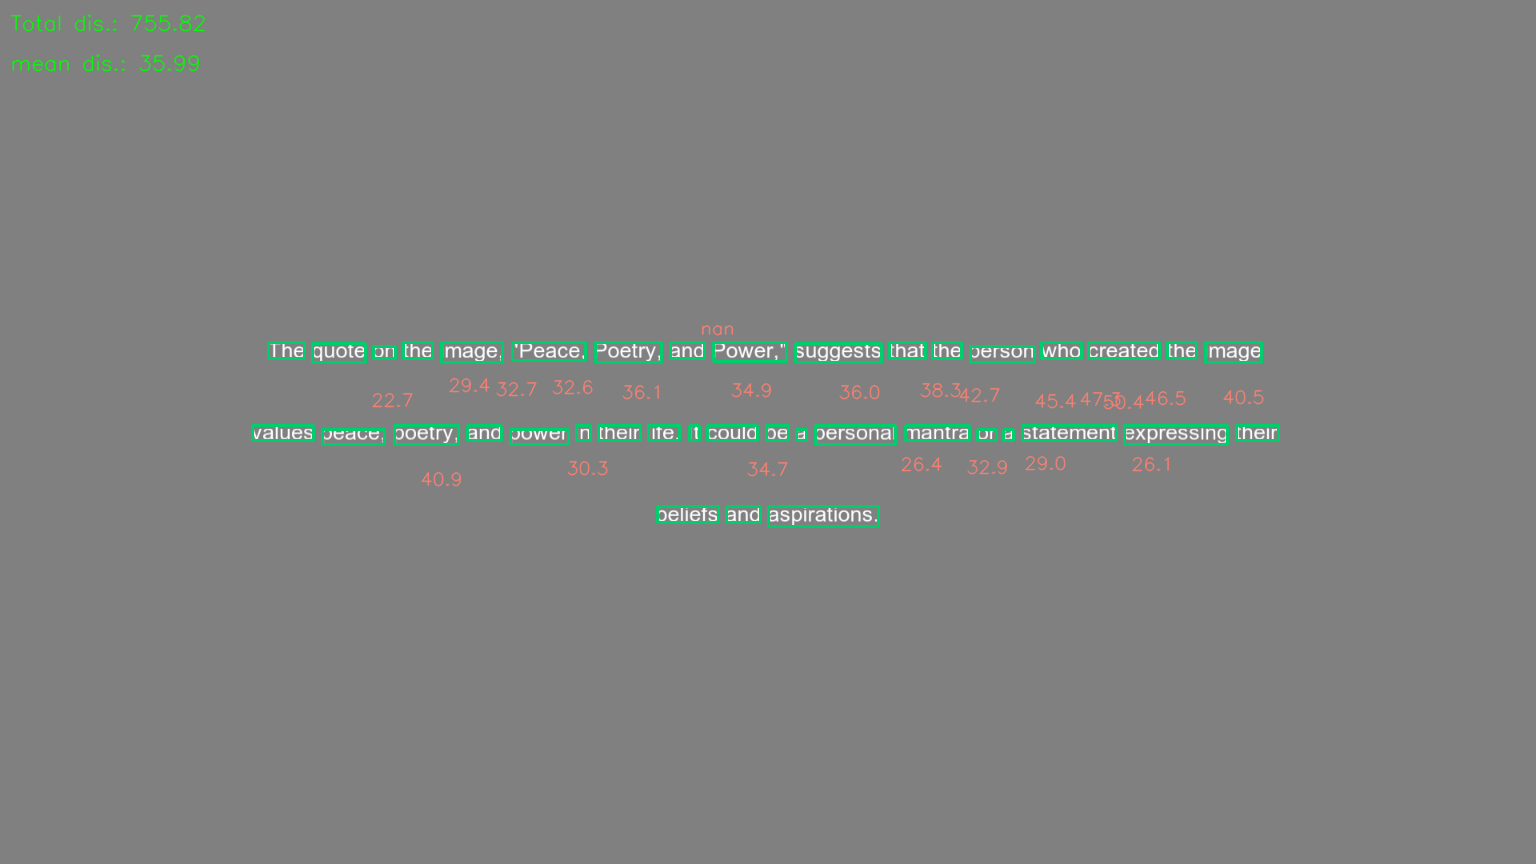 Total dis.: 755.82
mean dis.: 35.99
nan
The quote on the image, "Peace, Poetry, and Power," suggests that the person who created the image
22.7 29.4 32.7 32.6 36.1 34.9 36.0 38.3 42.7 45.4 47.3 50.4 46.5 40.5
values peace, poetry, and power in their life. It could be a personal mantra or a statement expressing their
40.9 30.3 34.7 26.4 32.9 29.0 26.1
beliefs and aspirations.